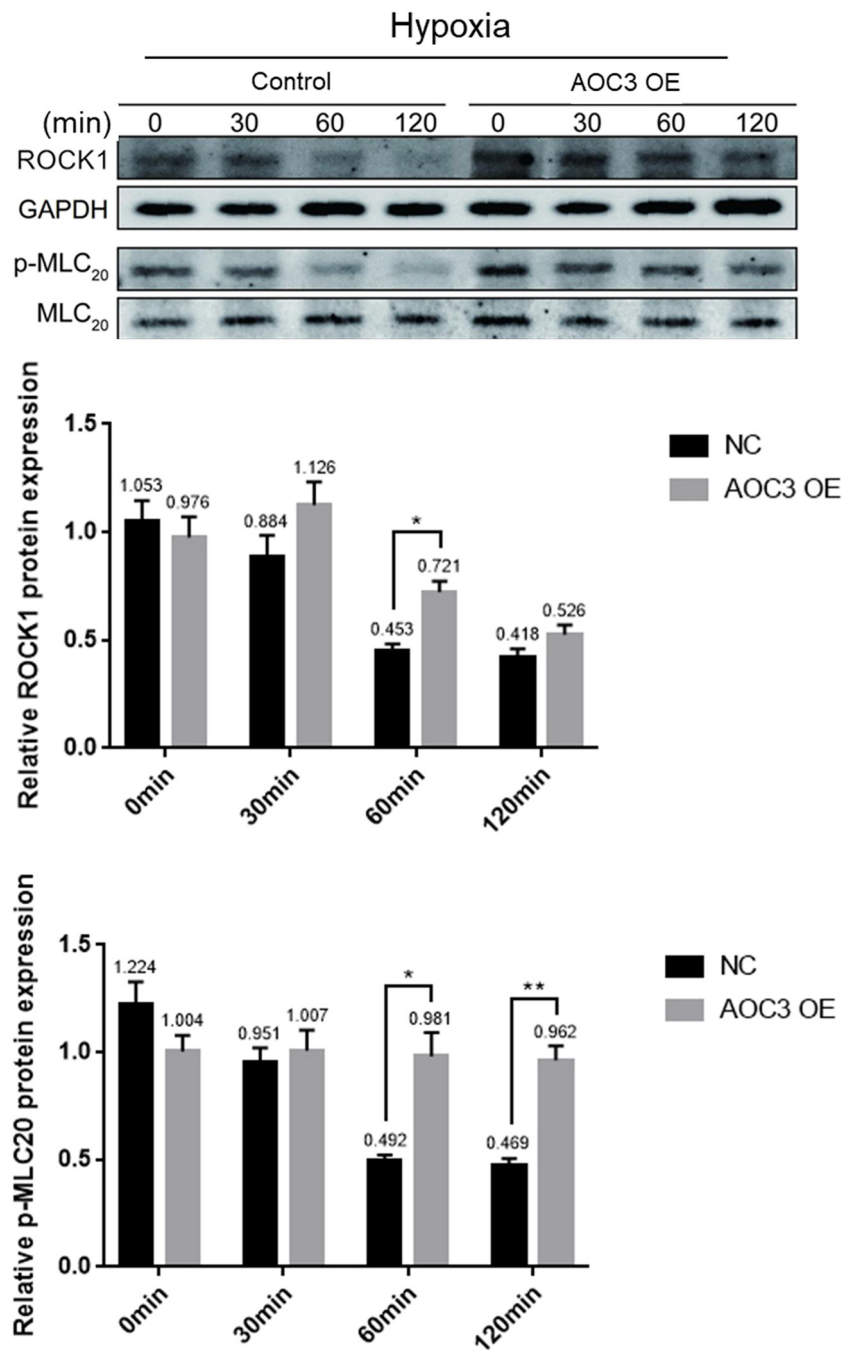 Hypoxia
Control AOC3 OE
(min) 0 30 60 120 0 30 60 120
ROCK1
GAPDH
p-MLC20
MLC20
Relative ROCK1 protein expression
1.5
1.0
0.5
0.0
1.053 0.976 0.884 1.126 0.453 * 0.721 0.418 0.526
0min 30min 60min 120min
NC
AOC3 OE
Relative p-MLC20 protein expression
1.5
1.0
0.5
0.0
1.224 1.004 0.951 1.007 0.492 * 0.981 0.469 ** 0.962
0min 30min 60min 120min
NC
AOC3 OE